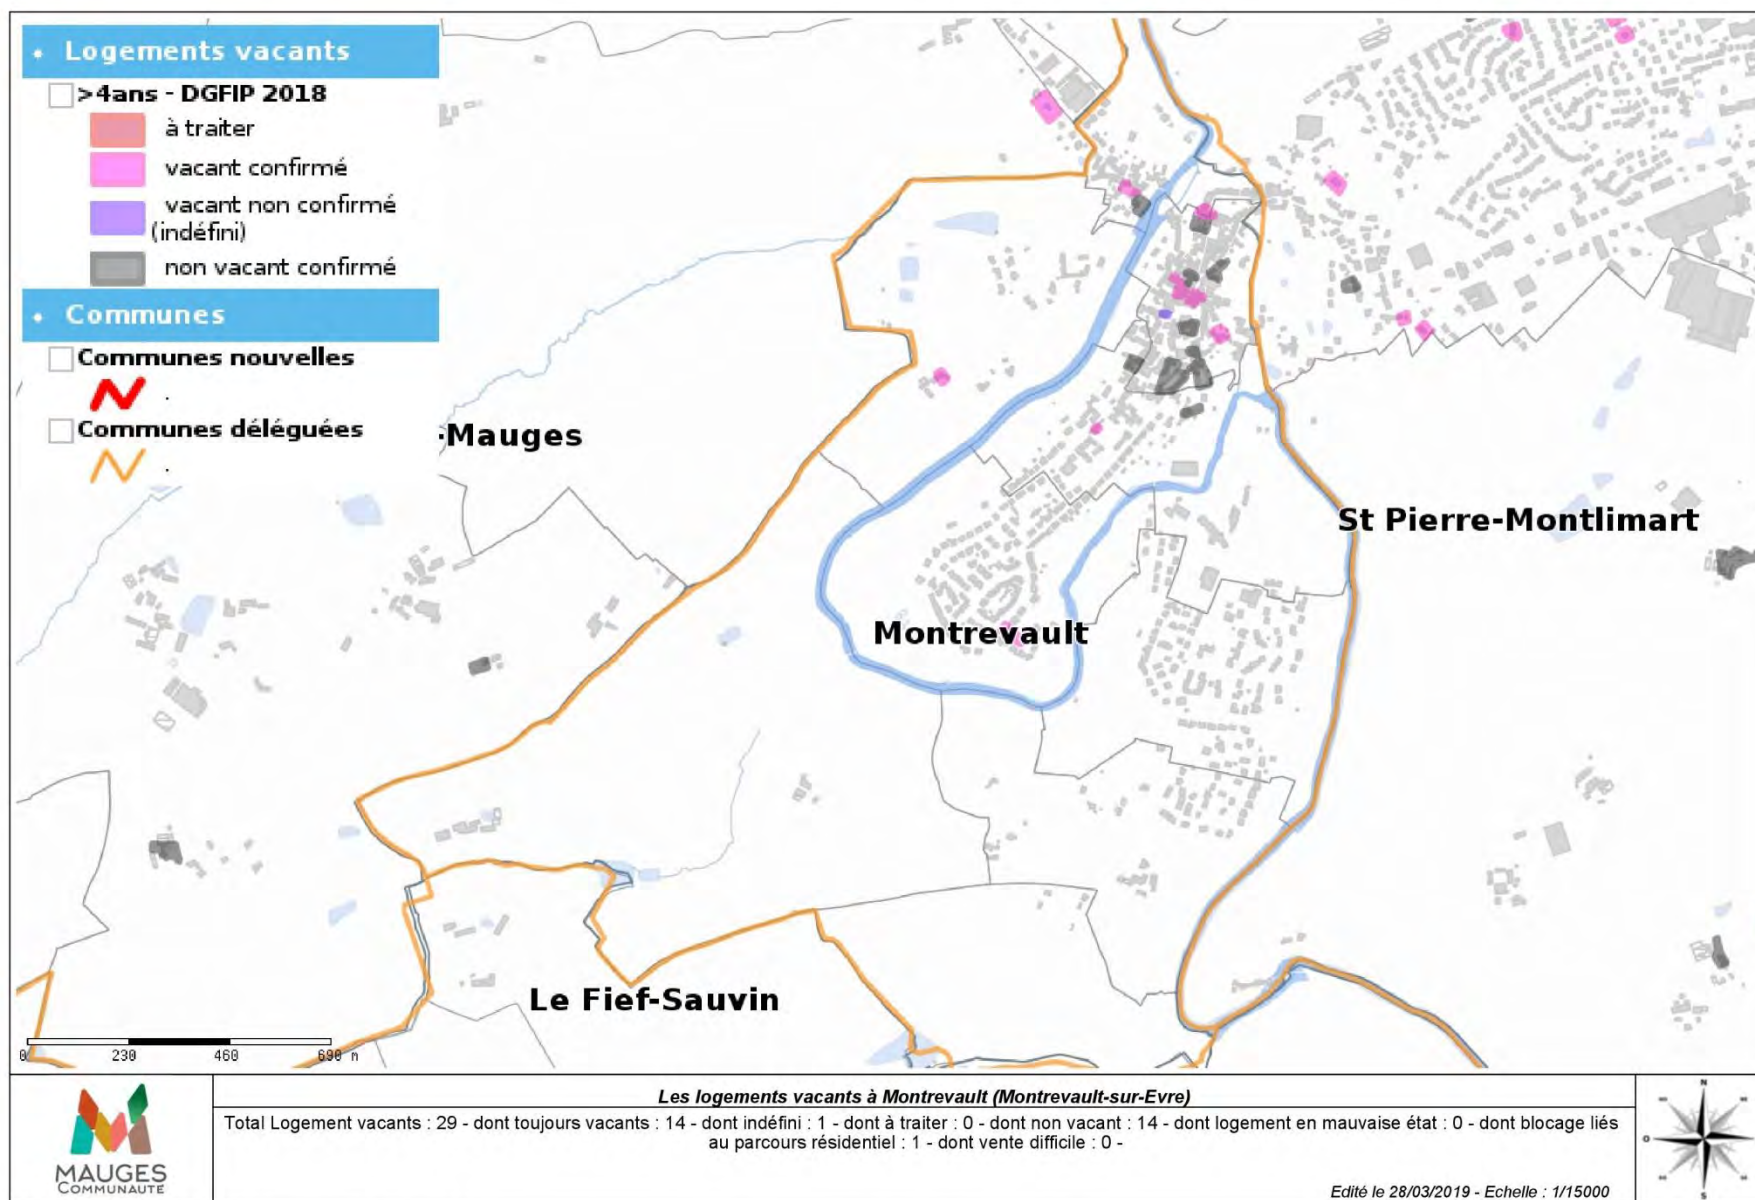 Logements vacants
>4ans - DGFIP 2018
à traiter
vacant confirmé
vacant non confirmé
(indéfini)
non vacant confirmé
Communes
Communes nouvelles
.
Communes déléguées
.
-Mauges
St Pierre-Montlimart
Montrevault
Le Fief-Sauvin
0 230 460 690 m
MAUGES
COMMUNAUTÉ
Les logements vacants à Montrevault (Montrevault-sur-Evre)
Total Logement vacants : 29 - dont toujours vacants : 14 - dont indéfini : 1 - dont à traiter : 0 - dont non vacant : 14 - dont logement en mauvaise état : 0 - dont blocage liés
au parcours résidentiel : 1 - dont vente difficile : 0 -
Edité le 28/03/2019 - Echelle : 1/15000
N
O
S